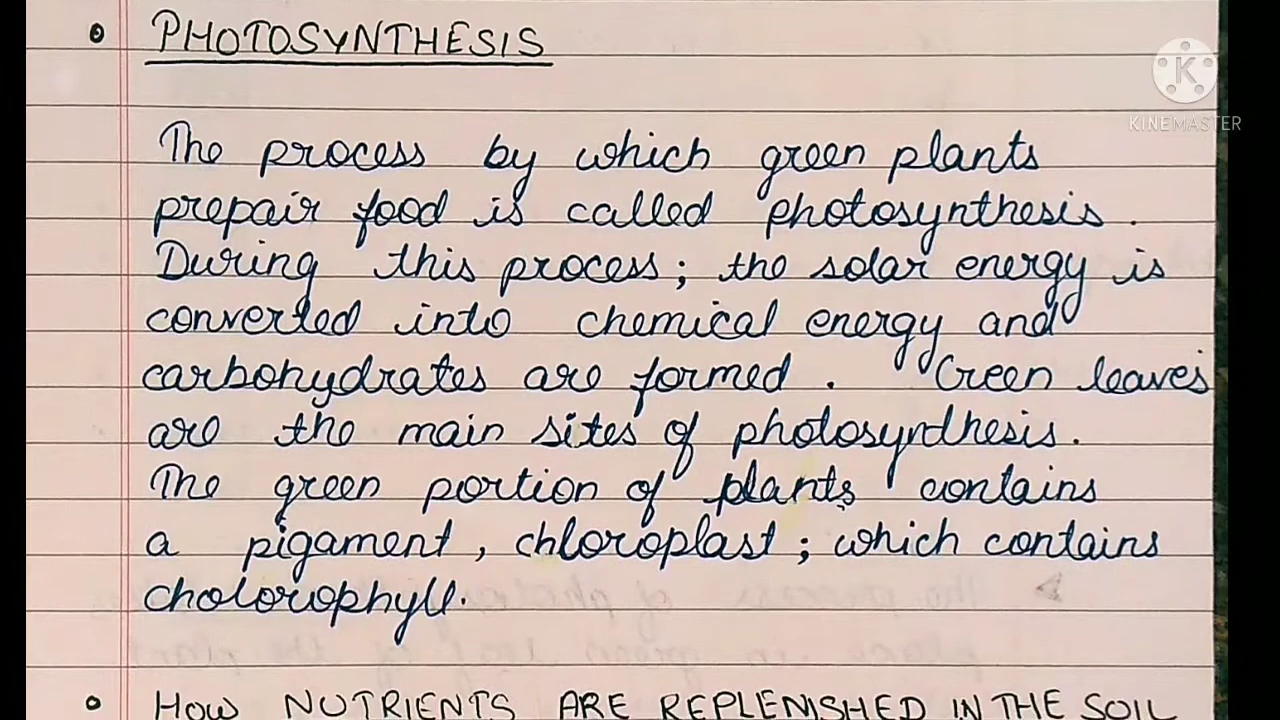 PHOTOSYNTHESIS
KINEMASTER
The process by which green plants
prepair food is called photosynthesis.
During this process; the solar energy is
converted into chemical energy and
carbohydrates are formed. Green leaves
are the main sites of photosynthesis.
The green portion of plants contains
a pigament, chloroplast; which contains
cholorophyll.
HOW NUTRIENTS ARE REPLENISHED IN THE SOIL